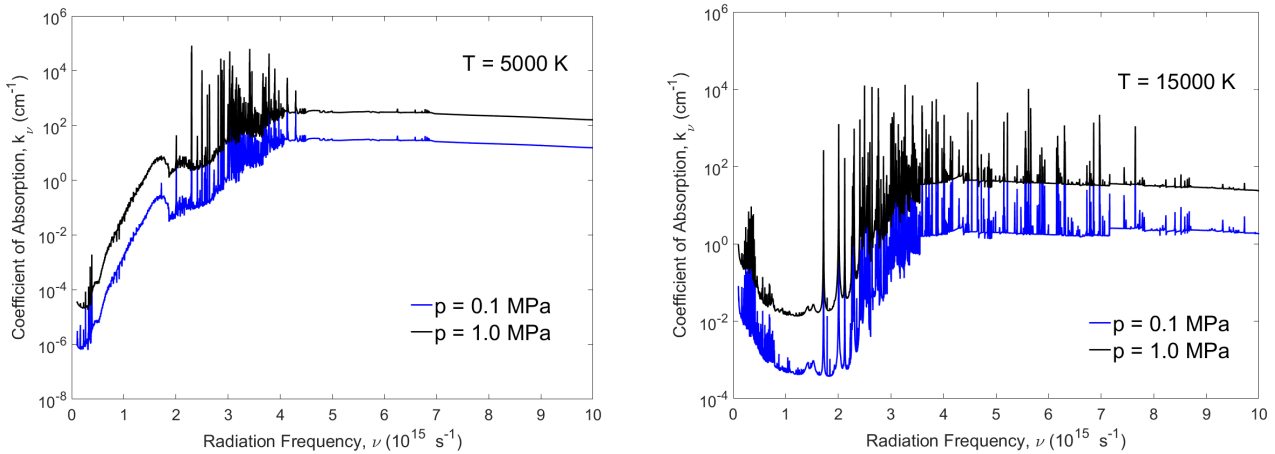 10^6
10^4
10^2
10^0
10^-2
10^-4
10^-6
10^-8
Coefficient of Absorption, k_ν (cm^-1)
T = 5000 K
p = 0.1 MPa
p = 1.0 MPa
0 1 2 3 4 5 6 7 8 9 10
Radiation Frequency, ν (10^15 s^-1)
10^6
10^4
10^2
10^0
10^-2
10^-4
Coefficient of Absorption, k_ν (cm^-1)
T = 15000 K
p = 0.1 MPa
p = 1.0 MPa
0 1 2 3 4 5 6 7 8 9 10
Radiation Frequency, ν (10^15 s^-1)